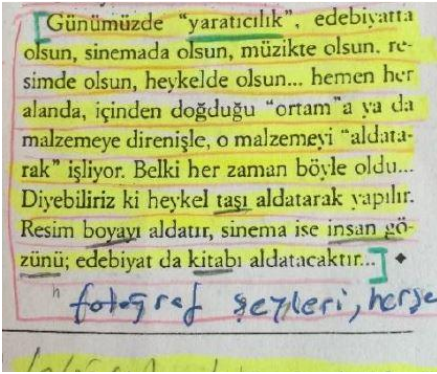 Günümüzde “yaratıcılık”, edebiyatta
olsun, sinemada olsun, müzikte olsun. re-
simde olsun, heykelde olsun... hemen her
alanda, içinden doğduğu “ortam”a ya da
malzemeye direnişle, o malzemeyi “aldata-
rak” işliyor. Belki her zaman böyle oldu...
Diyebiliriz ki heykel taşı aldatarak yapılır.
Resim boyayı aldatır, sinema ise insan gö-
zünü; edebiyat da kitabı aldatacaktır...
fotoğraf şeyleri, herşe